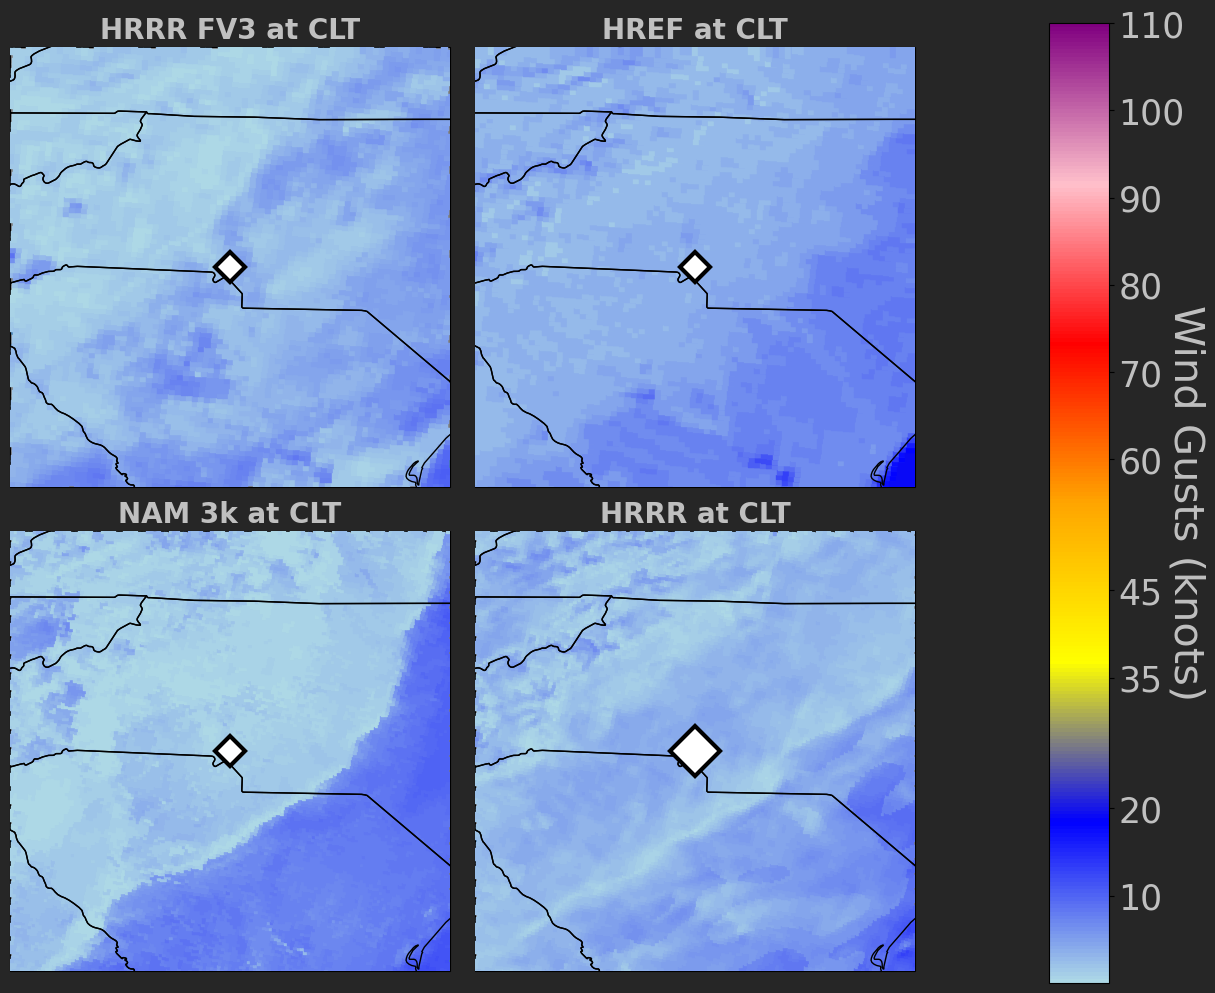 HRRR FV3 at CLT
HREF at CLT
NAM 3k at CLT
HRRR at CLT
110
100
90
80
70
60
45
35
20
10
Wind Gusts (knots)